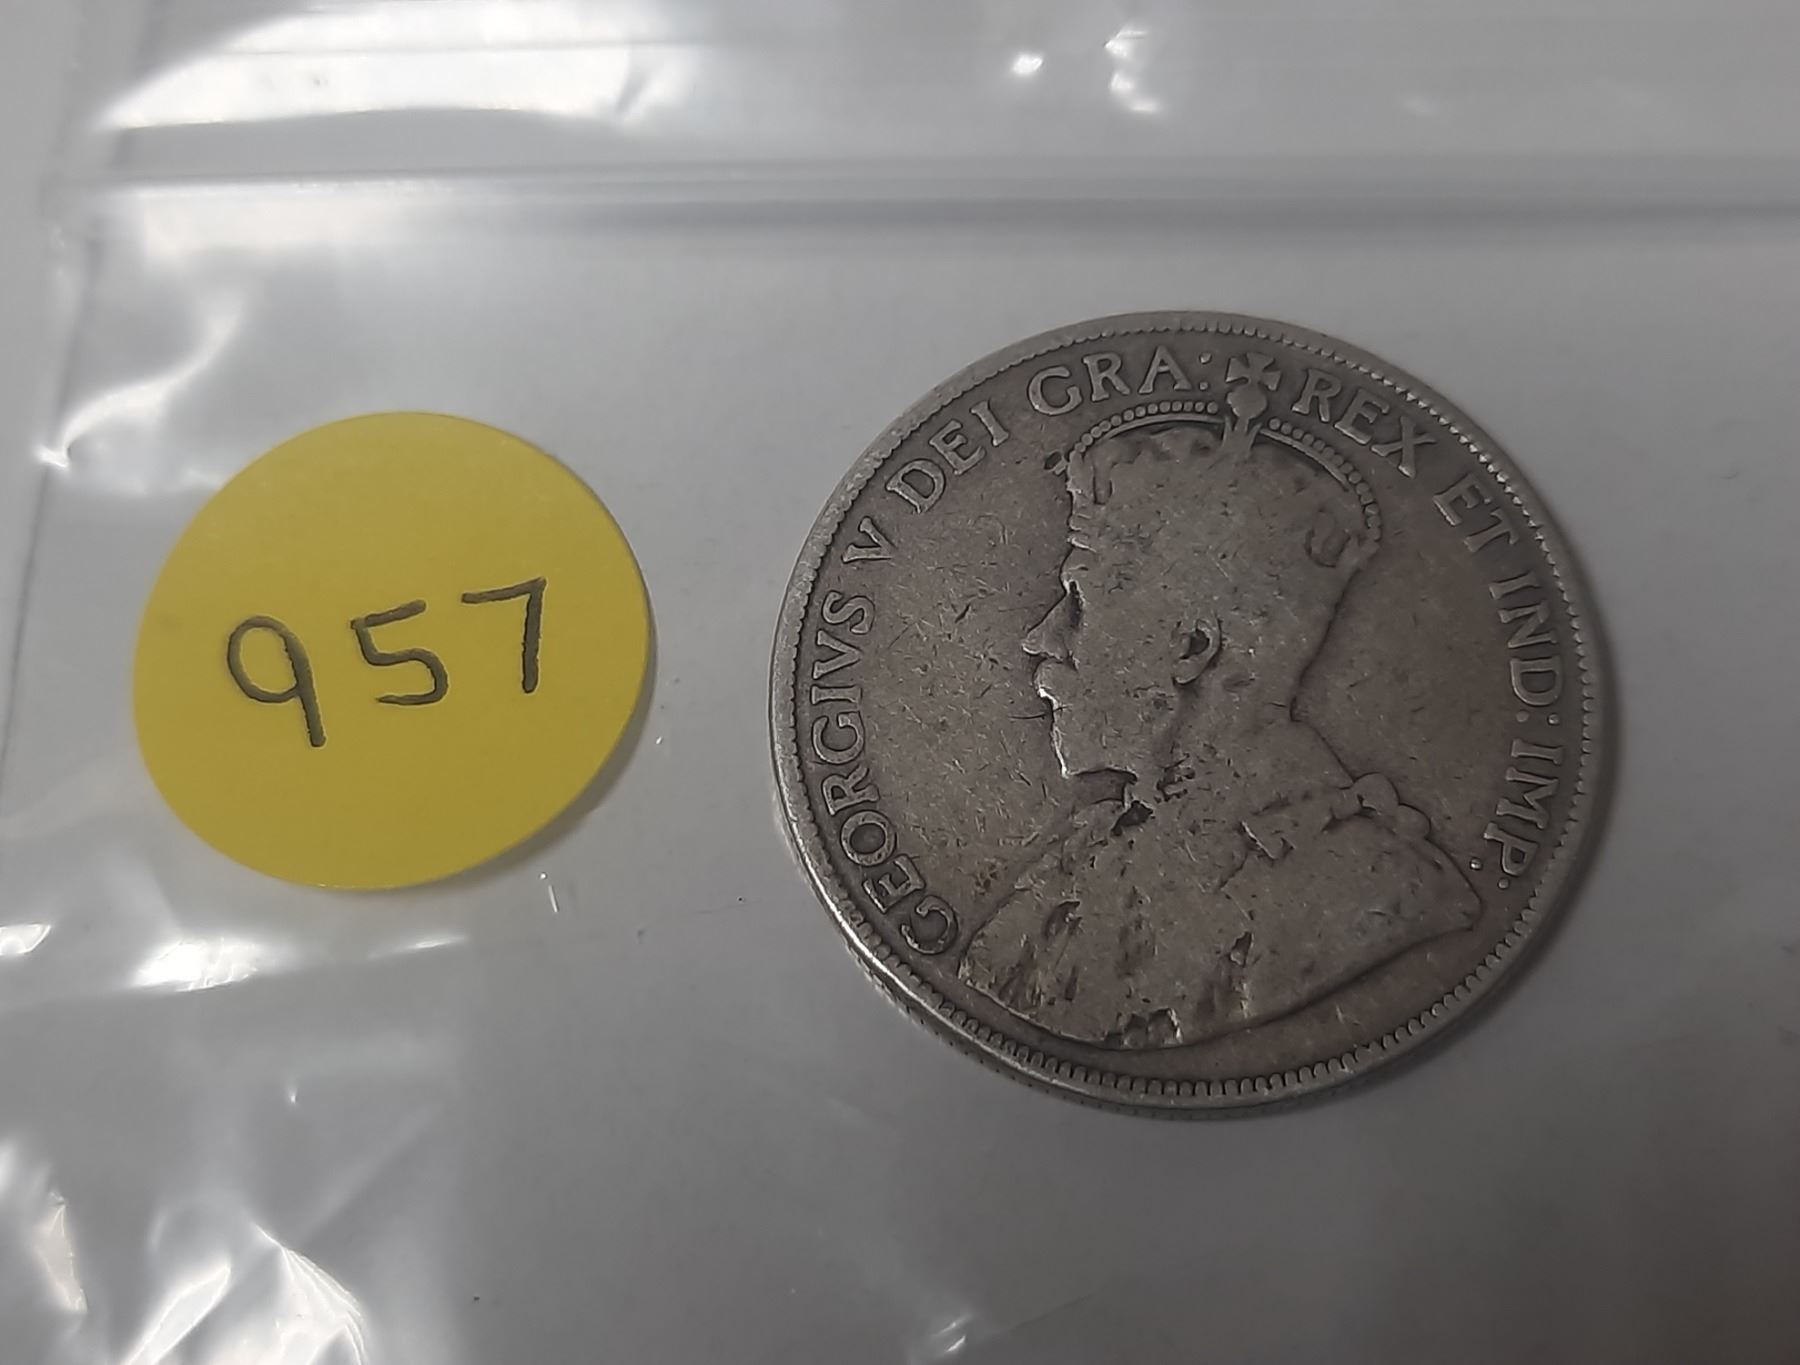 957
GEORGIVS V DEI GRA: REX ET IND: IMP: